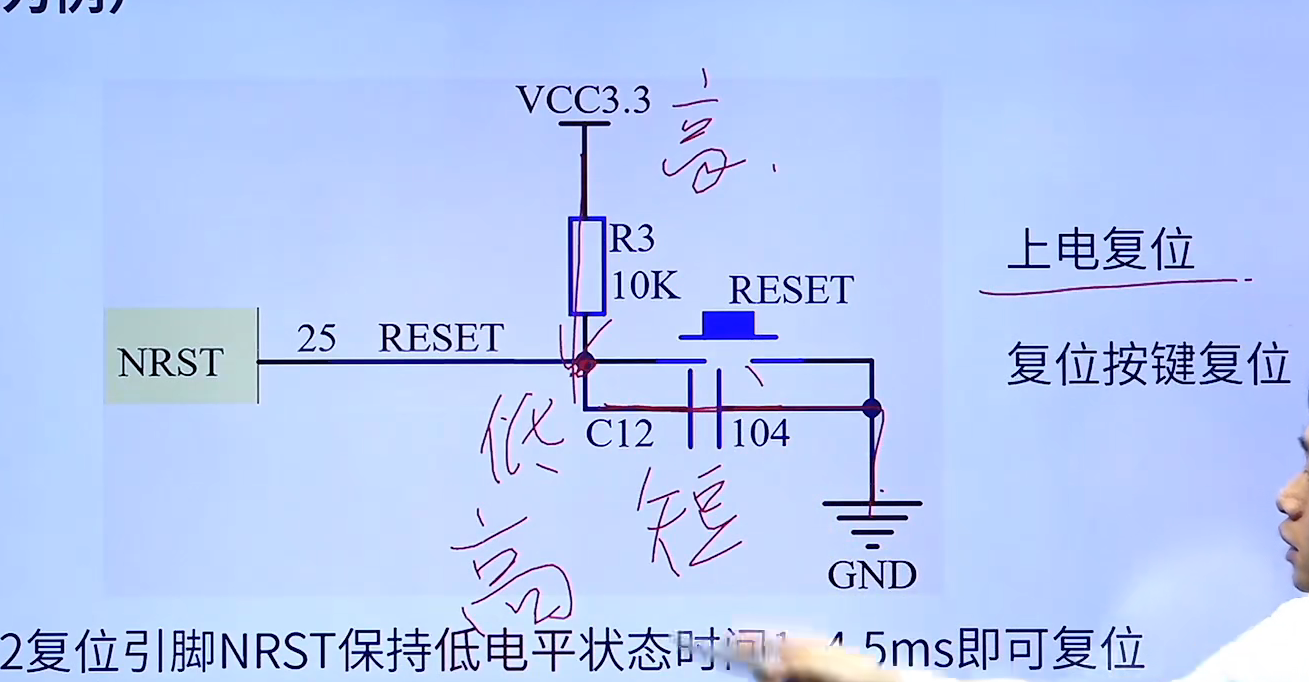 VCC3.3
高
R3
10K
RESET
上电复位
NRST
25 RESET
复位按键复位
低
C12
104
短
高
GND
2复位引脚NRST保持低电平状态时间 4.5ms即可复位